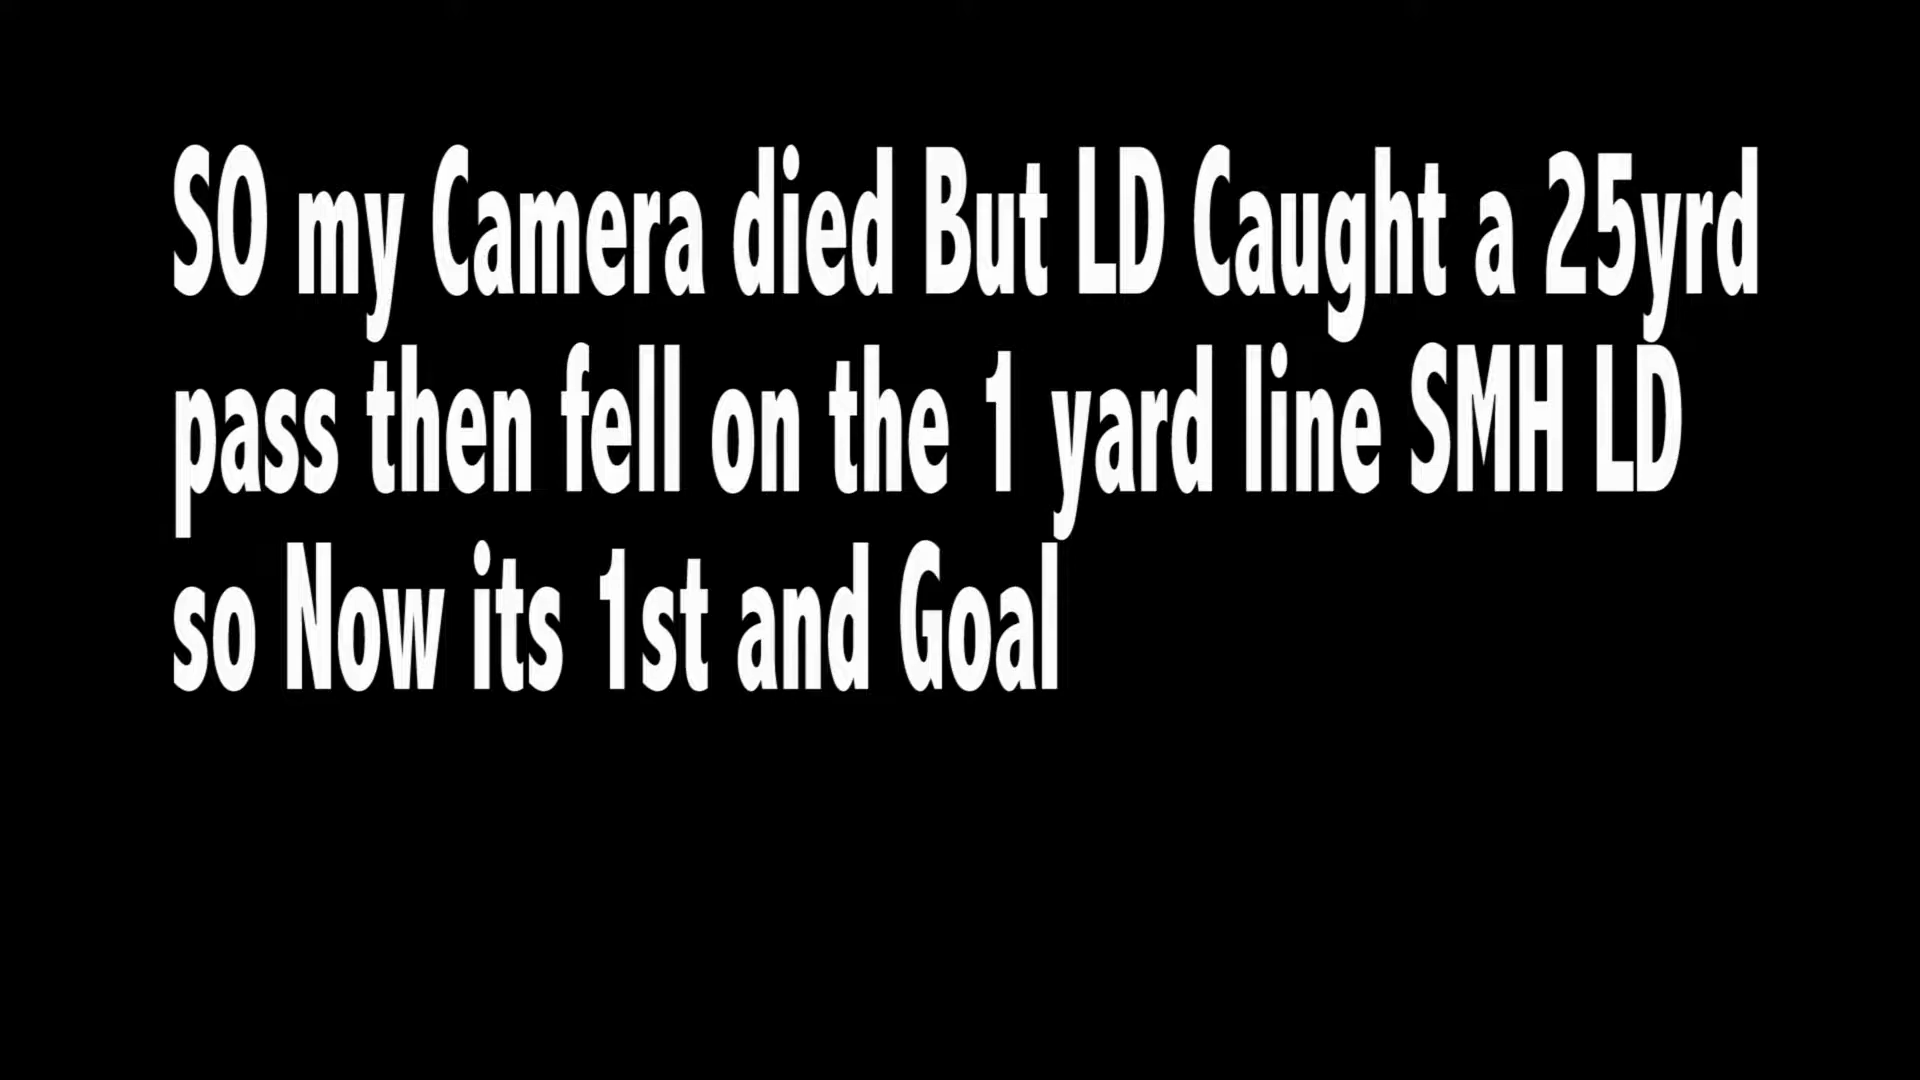 SO my Camera died But LD Caught a 25yrd
pass then fell on the 1 yard line SMH LD
so Now its 1st and Goal